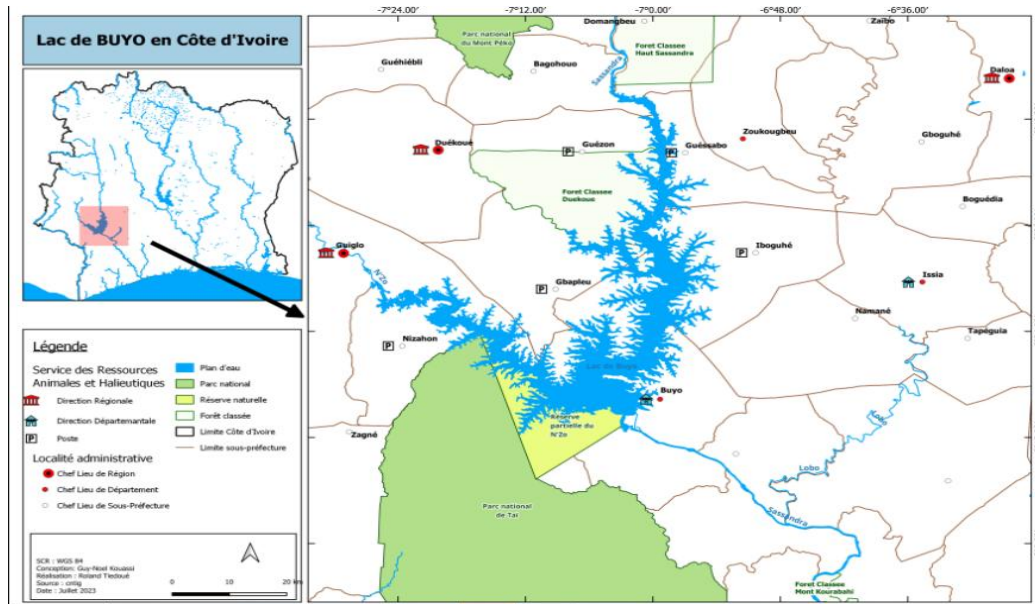 Lac de BUYO en Côte d'Ivoire
-7°24.00'
-7°12.00'
-7°0.00'
-6°48.00'
-6°36.00'
Domangbeu
Zaïbo
Parc national
du Mont Péko
Foret Classee
Haut Sassandra
Guéhiébli
Bagohouo
Sassandra
Daloa
Zoukougbeu
Gboguhé
Duékoué
P
Guézon
P
Guéssabo
Foret Classee
Duekoue
Boguédia
Guiglo
N'Zo
P
Iboguhé
Issia
P
Gbapleu
Namané
Tapéguia
P
Nizahon
Lac de Buyo
Buyo
Réserve
partielle du
N'Zo
Zagné
Lobo
Lobo
Parc national
de Tai
Sassandra
Foret Classee
Mont Kourabahi
Légende
Service des Ressources
Animales et Halieutiques
Direction Régionale
Direction Départamentale
P Poste
Localité administrative
Chef Lieu de Région
Chef Lieu de Département
Chef Lieu de Sous-Préfecture
Plan d'eau
Parc national
Réserve naturelle
Forêt classée
Limite Côte d'Ivoire
Limite sous-préfecture
SCR : WGS 84
Conception: Guy-Noel Kouassi
Réalisation : Roland Tiedoué
Source : cntig
Date : Juillet 2023
0 10 20 km